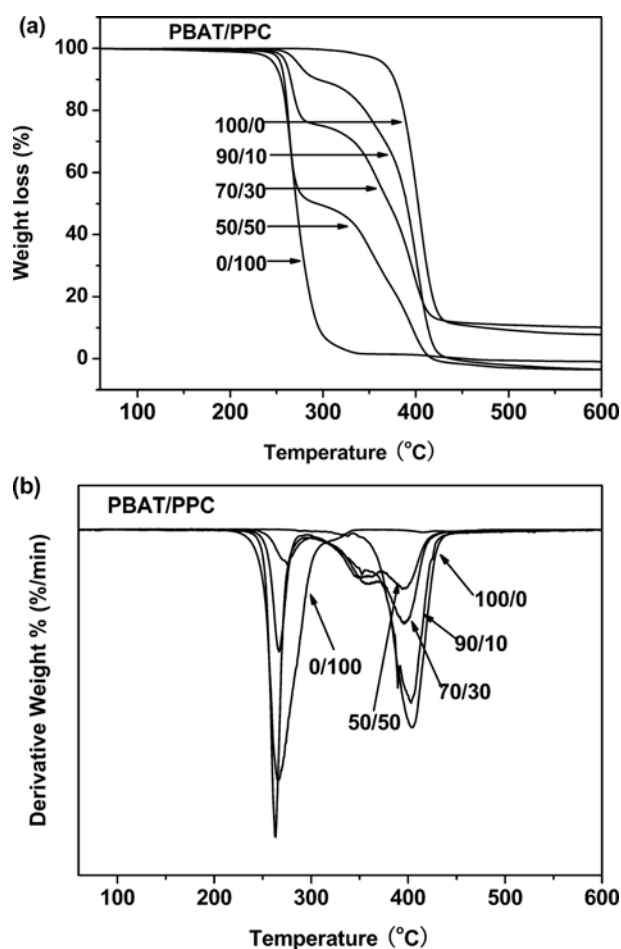 (a)
PBAT/PPC
Weight loss (%)
100
80
60
40
20
0
100/0
90/10
70/30
50/50
0/100
100 200 300 400 500 600
Temperature (°C)
(b)
PBAT/PPC
Derivative Weight % (%/min)
0/100
50/50
70/30
90/10
100/0
100 200 300 400 500 600
Temperature (°C)